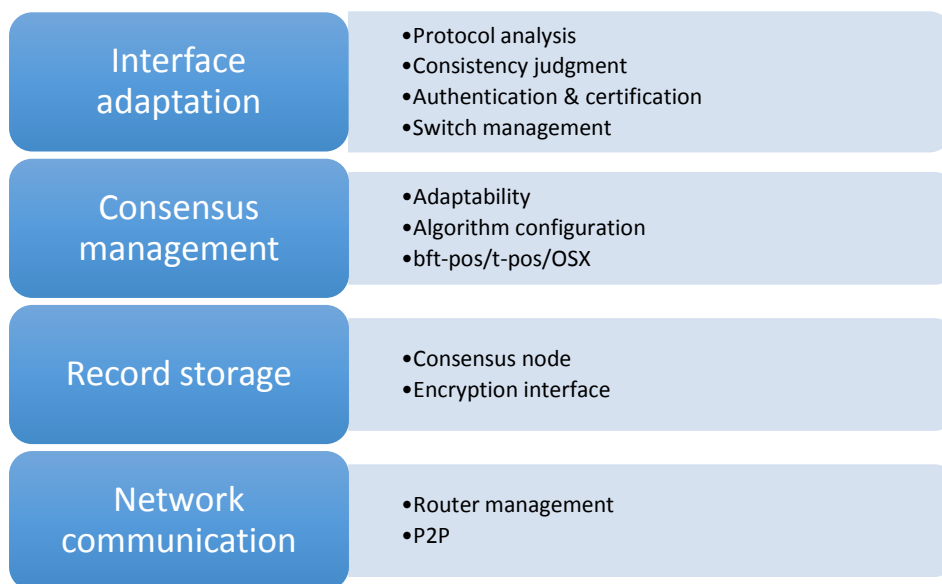 Interface
adaptation
•Protocol analysis
•Consistency judgment
•Authentication & certification
•Switch management
Consensus
management
•Adaptability
•Algorithm configuration
•bft-pos/t-pos/OSX
Record storage
•Consensus node
•Encryption interface
Network
communication
•Router management
•P2P